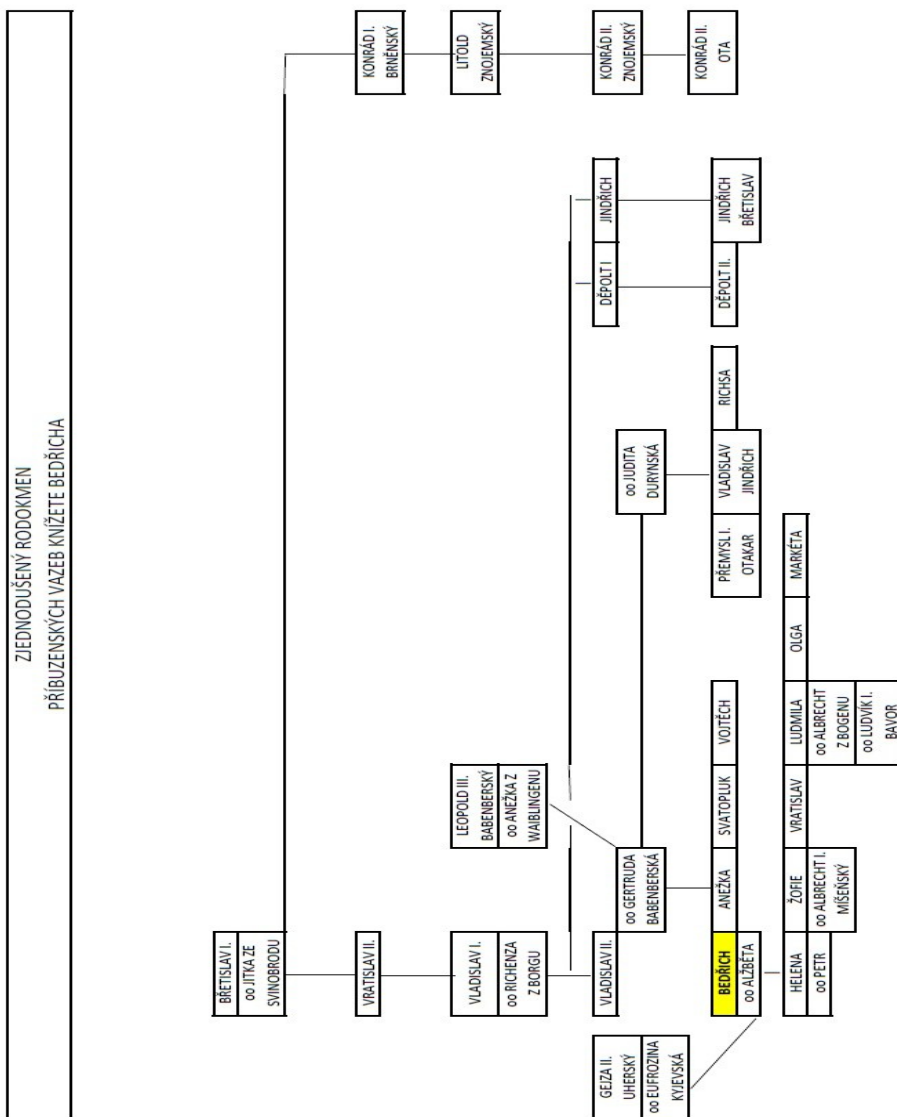 ZJEDNODUŠENÝ RODOKMEN
PŘÍBUZENSKÝCH VAZEB KNÍŽETE BEDŘICHA
BŘETISLAV I.
oo JITKA ZE
SVINOBRODU
VRATISLAV II.
KONRÁD I.
BRNĚNSKÝ
VLADISLAV I.
oo RICHENZA
Z BORGU
LEOPOLD III.
BABENBERSKÝ
oo ANEŽKA Z
WAIBLINGENU
LITOLD
ZNOJEMSKÝ
GEJZA II.
UHERSKÝ
oo EUFROZINA
KYJEVSKÁ
VLADISLAV II.
oo GERTRUDA
BABENBERSKÁ
oo JUDITA
DURYNSKÁ
DĚPOLT I
JINDŘICH
KONRÁD II.
ZNOJEMSKÝ
BEDŘICH
oo ALŽBĚTA
ANEŽKA
SVATOPLUK
VOJTĚCH
PŘEMYSL I.
OTAKAR
VLADISLAV
JINDŘICH
RICHSA
DĚPOLT II.
JINDŘICH
BŘETISLAV
KONRÁD II.
OTA
HELENA
oo PETR
ŽOFIE
oo ALBRECHT I.
MÍŠEŇSKÝ
VRATISLAV
LUDMILA
oo ALBRECHT
Z BOGENU
oo LUDVÍK I.
BAVOR
OLGA
MARKÉTA